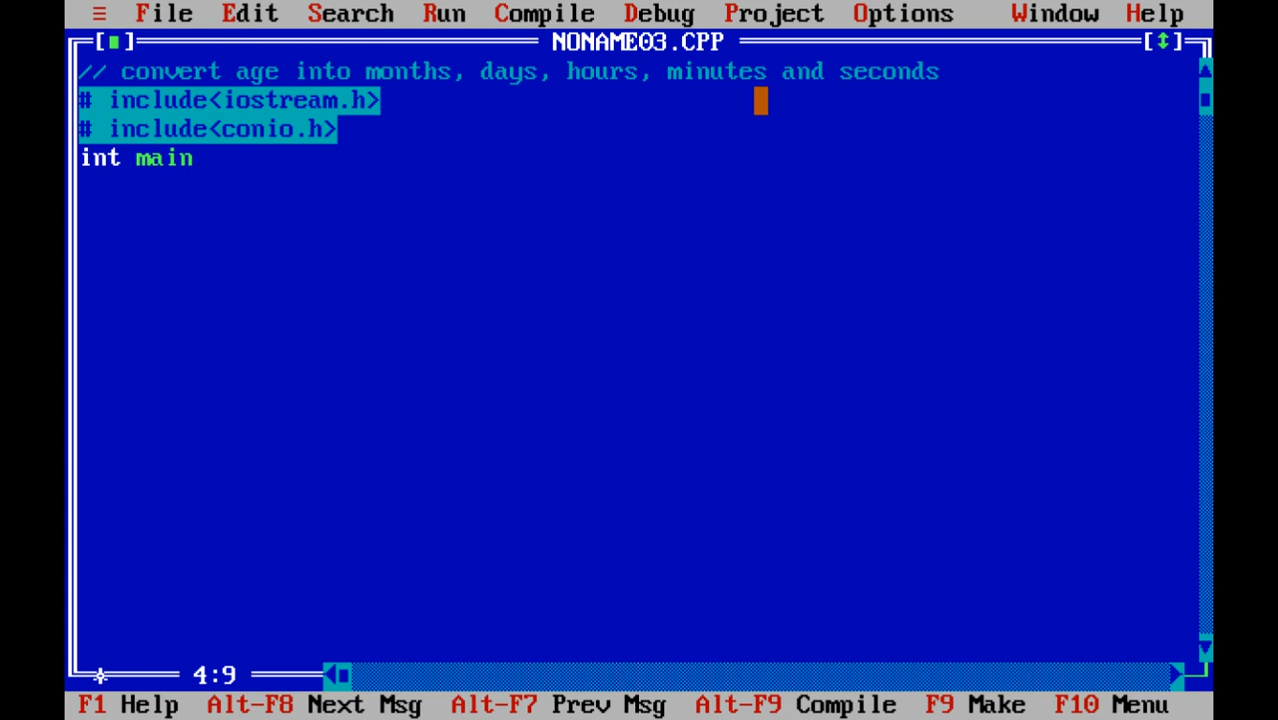 ≡ File Edit Search Run Compile Debug Project Options Window Help
[■] NONAME03.CPP [↕]
// convert age into months, days, hours, minutes and seconds
# include<iostream.h>
# include<conio.h>
int main
4:9
F1 Help Alt-F8 Next Msg Alt-F7 Prev Msg Alt-F9 Compile F9 Make F10 Menu